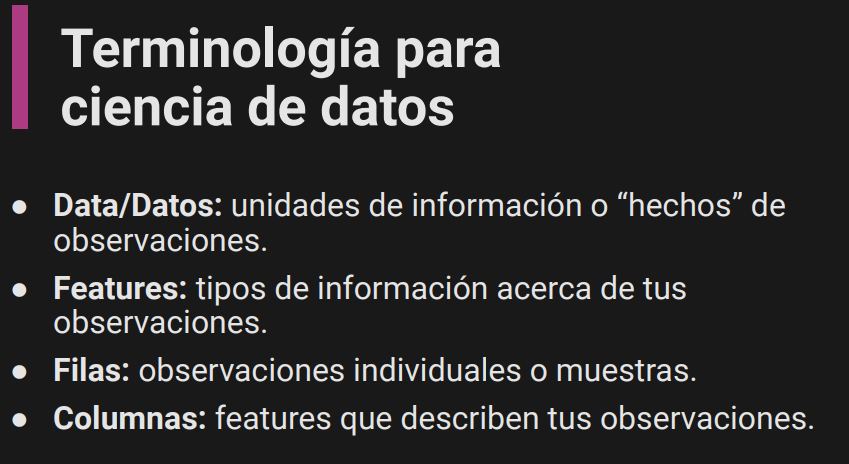 Terminología para
ciencia de datos
● Data/Datos: unidades de información o “hechos” de
observaciones.
● Features: tipos de información acerca de tus
observaciones.
● Filas: observaciones individuales o muestras.
● Columnas: features que describen tus observaciones.